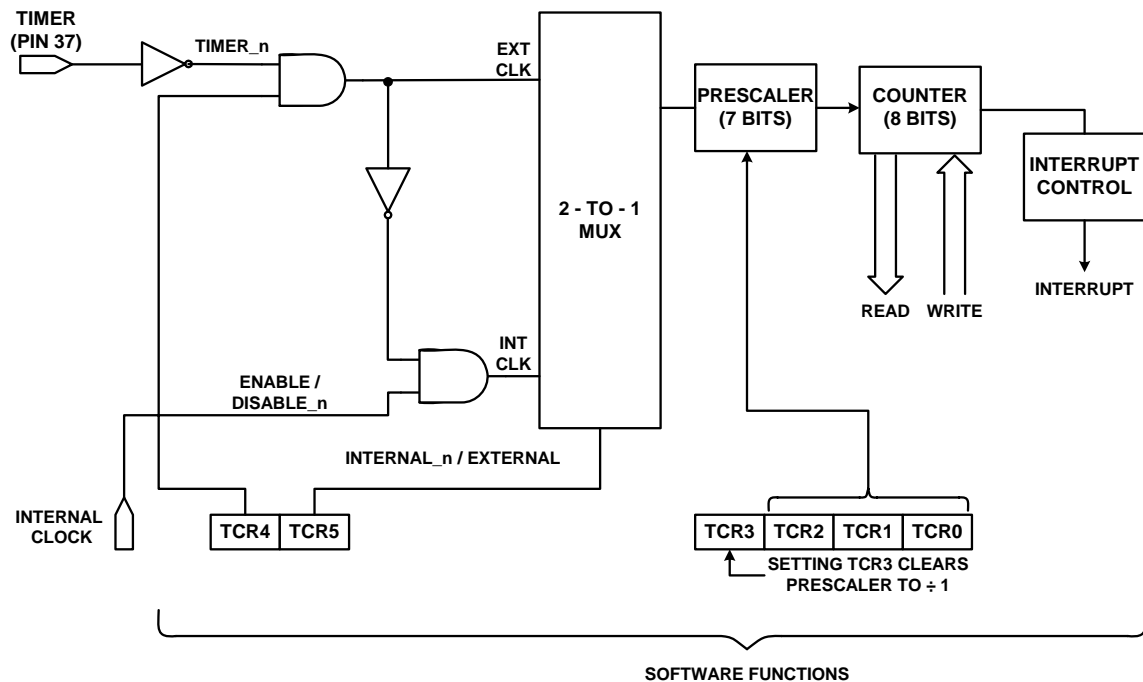 TIMER
(PIN 37)
TIMER_n
EXT
CLK
PRESCALER
(7 BITS)
COUNTER
(8 BITS)
INTERRUPT
CONTROL
2 - TO - 1
MUX
READ
WRITE
INTERRUPT
INT
CLK
ENABLE /
DISABLE_n
INTERNAL_n / EXTERNAL
INTERNAL
CLOCK
TCR4
TCR5
TCR3
TCR2
TCR1
TCR0
SETTING TCR3 CLEARS
PRESCALER TO ÷ 1
SOFTWARE FUNCTIONS